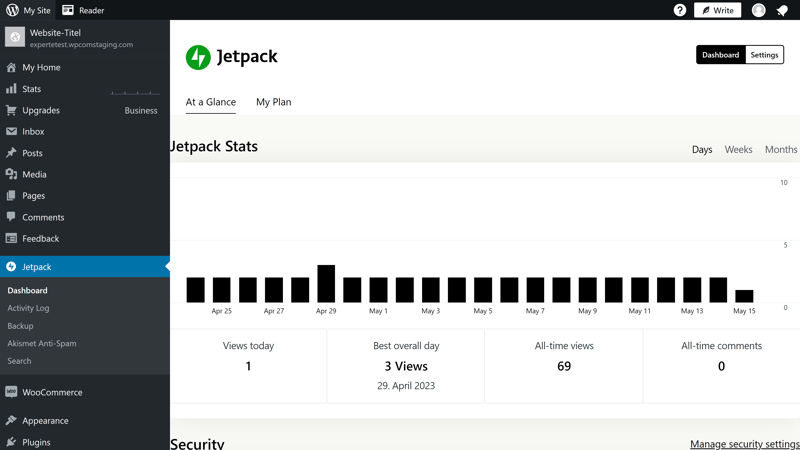 My Site
Reader
Write
Website-Titel
expertetest.wpcomstaging.com
My Home
Stats
Upgrades
Business
Inbox
Posts
Media
Pages
Comments
Feedback
Jetpack
Dashboard
Activity Log
Backup
Akismet Anti-Spam
Search
WooCommerce
Appearance
Plugins
Jetpack
Dashboard
Settings
At a Glance
My Plan
Jetpack Stats
Days
Weeks
Months
10
5
0
Apr 25
Apr 27
Apr 29
May 1
May 3
May 5
May 7
May 9
May 11
May 13
May 15
Views today
1
Best overall day
3 Views
29. April 2023
All-time views
69
All-time comments
0
Security
Manage security settings